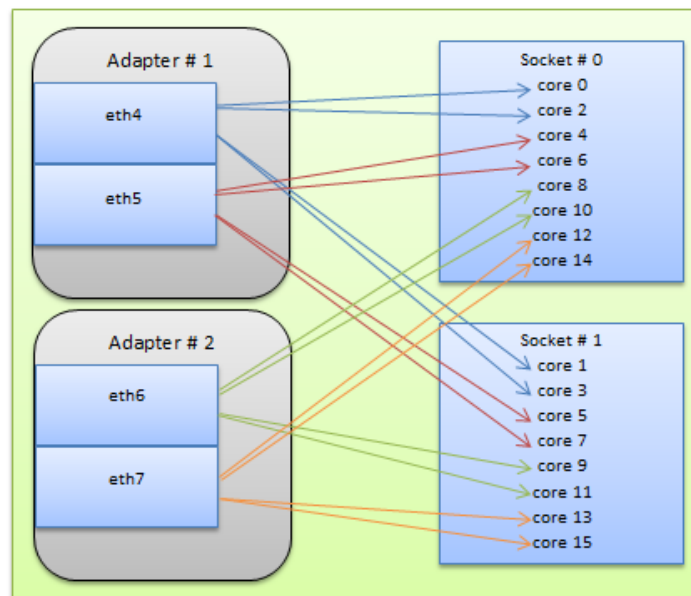 Adapter # 1
eth4
eth5
Adapter # 2
eth6
eth7
Socket # 0
core 0
core 2
core 4
core 6
core 8
core 10
core 12
core 14
Socket # 1
core 1
core 3
core 5
core 7
core 9
core 11
core 13
core 15